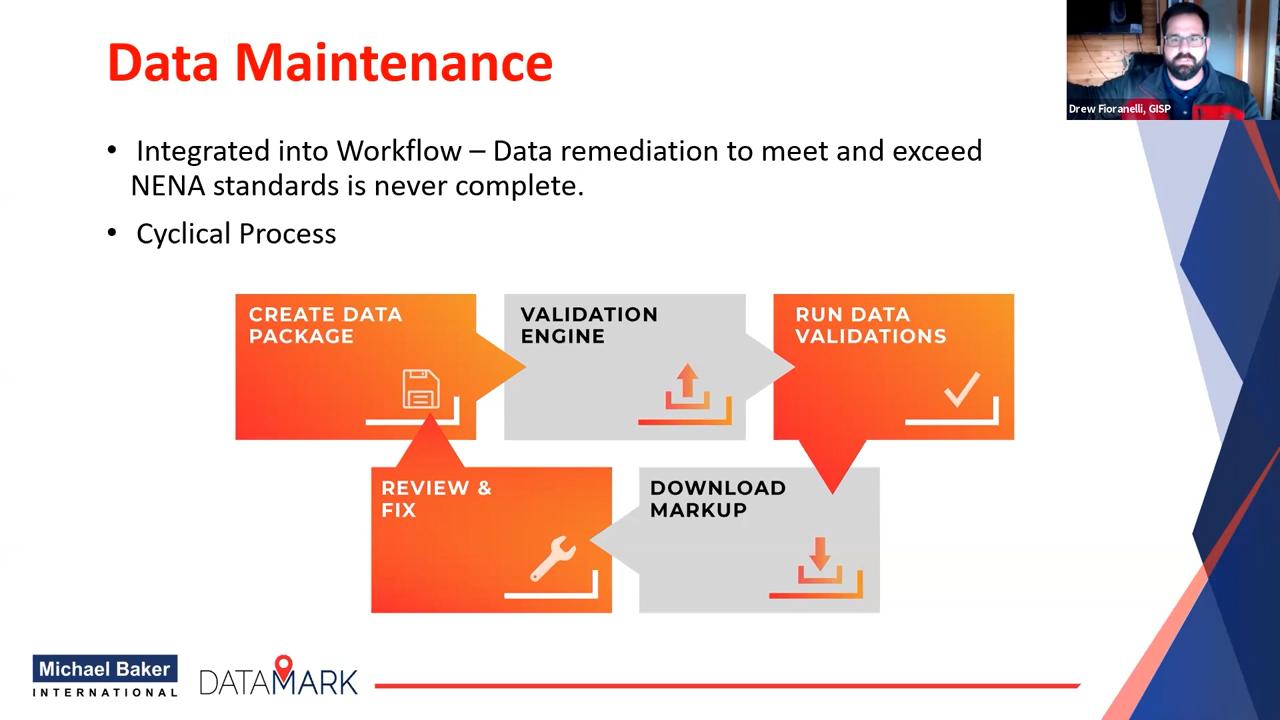 Data Maintenance
Drew Fioranelli, GISP
• Integrated into Workflow – Data remediation to meet and exceed
NENA standards is never complete.
• Cyclical Process
CREATE DATA
PACKAGE
VALIDATION
ENGINE
RUN DATA
VALIDATIONS
REVIEW &
FIX
DOWNLOAD
MARKUP
Michael Baker
INTERNATIONAL
DATAMARK